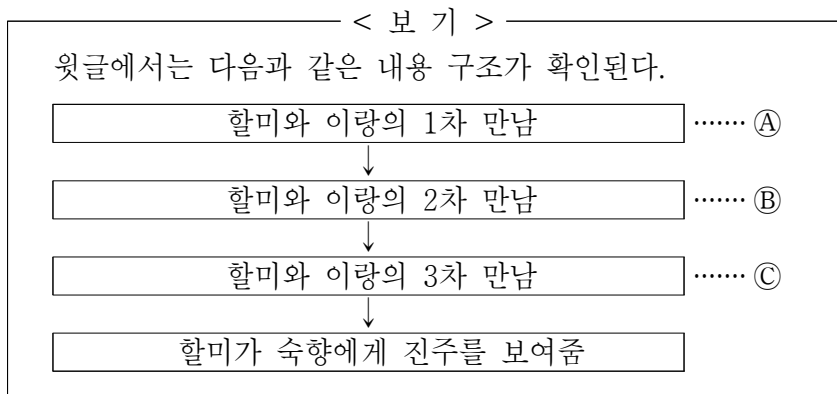 < 보 기 >
윗글에서는 다음과 같은 내용 구조가 확인된다.
할미와 이랑의 1차 만남 ······· Ⓐ
↓
할미와 이랑의 2차 만남 ······· Ⓑ
↓
할미와 이랑의 3차 만남 ······· Ⓒ
↓
할미가 숙향에게 진주를 보여줌